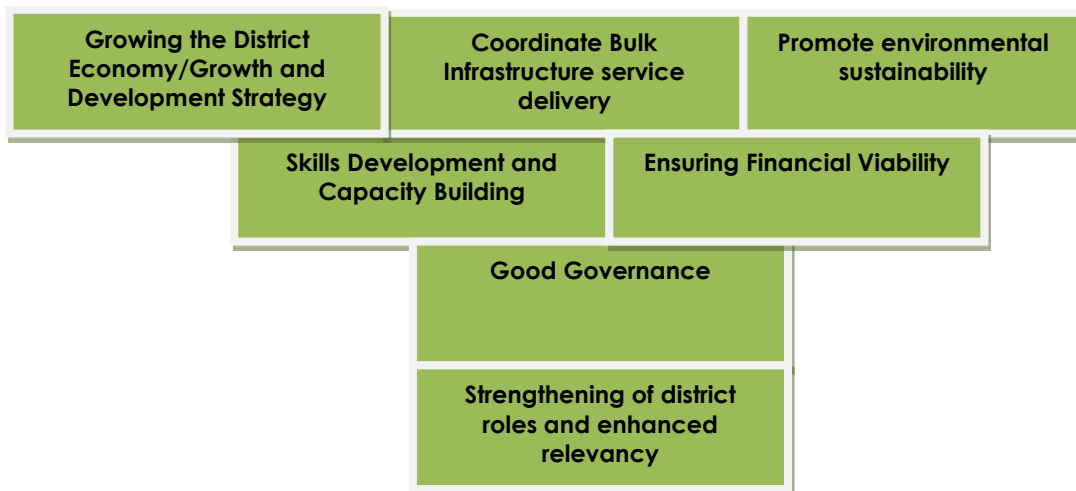 Growing the District
Economy/Growth and
Development Strategy
Coordinate Bulk
Infrastructure service
delivery
Promote environmental
sustainability
Skills Development and
Capacity Building
Ensuring Financial Viability
Good Governance
Strengthening of district
roles and enhanced
relevancy